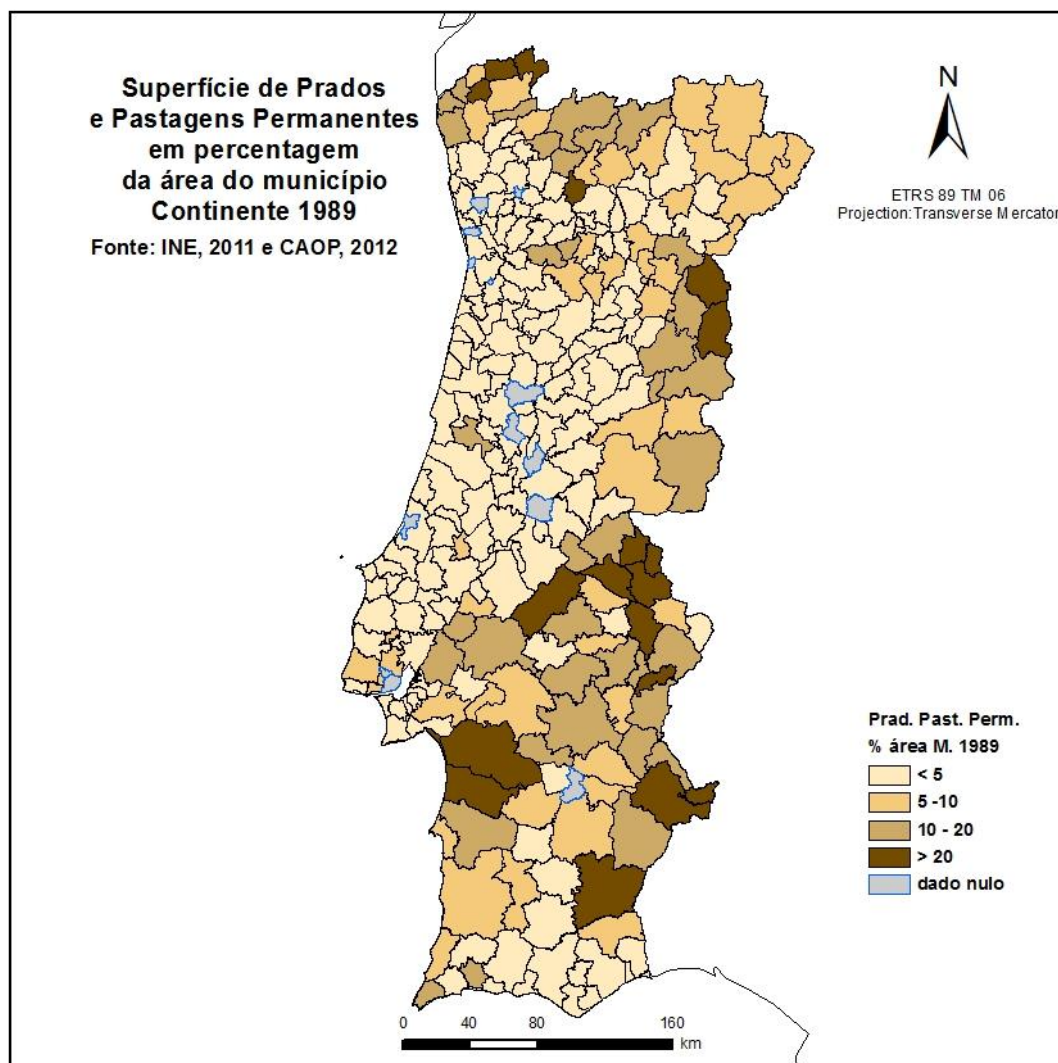 Superfície de Prados
e Pastagens Permanentes
em percentagem
da área do município
Continente 1989
Fonte: INE, 2011 e CAOP, 2012
N
ETRS 89 TM 06
Projection: Transverse Mercator
Prad. Past. Perm.
% área M. 1989
< 5
5 -10
10 - 20
> 20
dado nulo
0 40 80 160
km